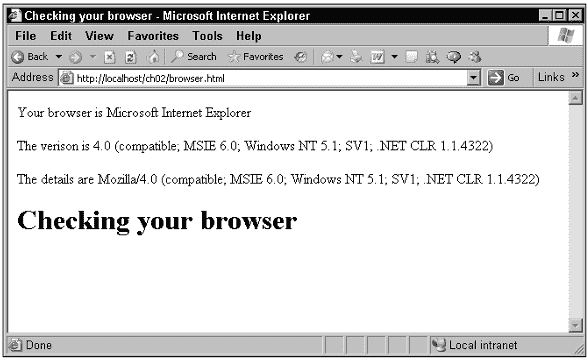 Checking your browser - Microsoft Internet Explorer
File Edit View Favorites Tools Help
Back Search Favorites
Address http://localhost/ch02/browser.html Go Links »
Your browser is Microsoft Internet Explorer
The verison is 4.0 (compatible; MSIE 6.0; Windows NT 5.1; SV1; .NET CLR 1.1.4322)
The details are Mozilla/4.0 (compatible; MSIE 6.0; Windows NT 5.1; SV1; .NET CLR 1.1.4322)
Checking your browser
Done Local intranet